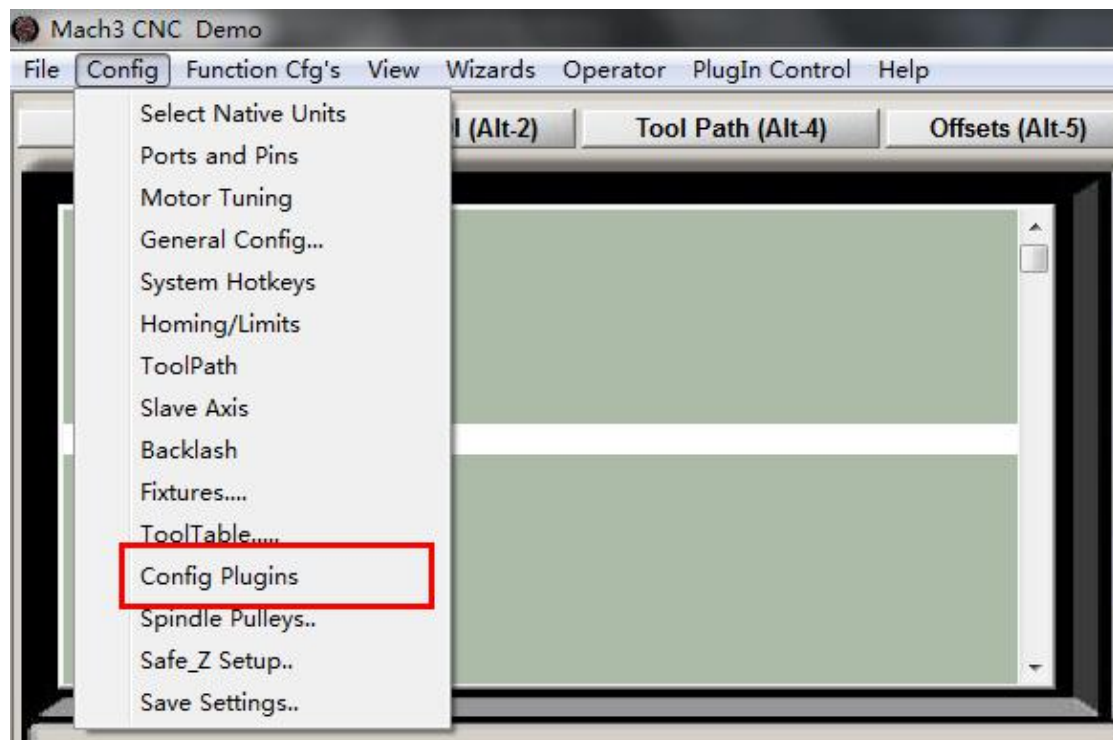 Mach3 CNC Demo
File Config Function Cfg's View Wizards Operator PlugIn Control Help
l (Alt-2) Tool Path (Alt-4) Offsets (Alt-5)
Select Native Units
Ports and Pins
Motor Tuning
General Config...
System Hotkeys
Homing/Limits
ToolPath
Slave Axis
Backlash
Fixtures....
ToolTable.....
Config Plugins
Spindle Pulleys..
Safe_Z Setup..
Save Settings..